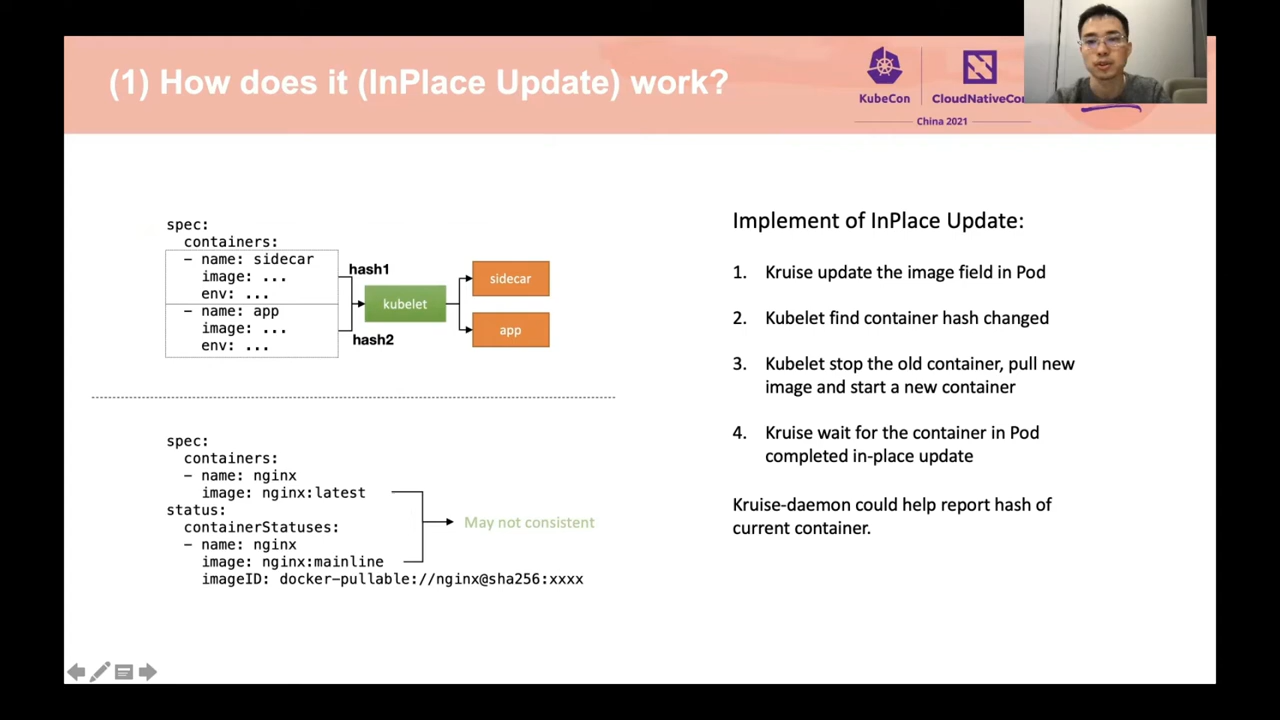 (1) How does it (InPlace Update) work?
KubeCon
CloudNativeCon
China 2021
spec:
containers:
- name: sidecar
image: ...
env: ...
- name: app
image: ...
env: ...
hash1
hash2
kubelet
sidecar
app
spec:
containers:
- name: nginx
image: nginx:latest
status:
containerStatuses:
- name: nginx
image: nginx:mainline
imageID: docker-pullable://nginx@sha256:xxxx
May not consistent
Implement of InPlace Update:
1. Kruise update the image field in Pod
2. Kubelet find container hash changed
3. Kubelet stop the old container, pull new
image and start a new container
4. Kruise wait for the container in Pod
completed in-place update
Kruise-daemon could help report hash of
current container.